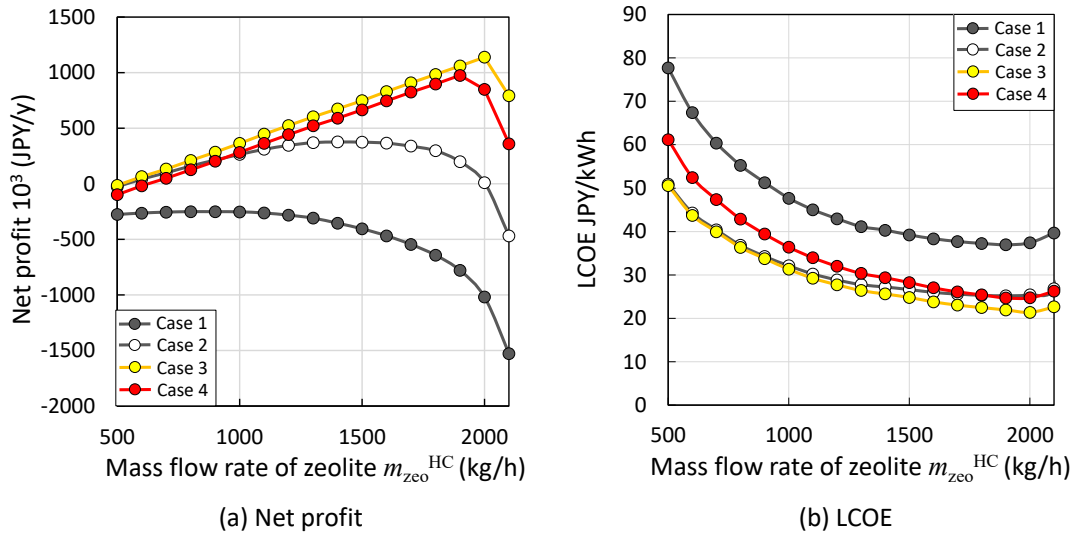 1500
1000
500
0
-500
-1000
-1500
-2000
Net profit 10³ (JPY/y)
Case 1
Case 2
Case 3
Case 4
500 1000 1500 2000
Mass flow rate of zeolite m_zeo^HC (kg/h)
(a) Net profit
90
80
70
60
50
40
30
20
10
0
LCOE JPY/kWh
Case 1
Case 2
Case 3
Case 4
500 1000 1500 2000
Mass flow rate of zeolite m_zeo^HC (kg/h)
(b) LCOE